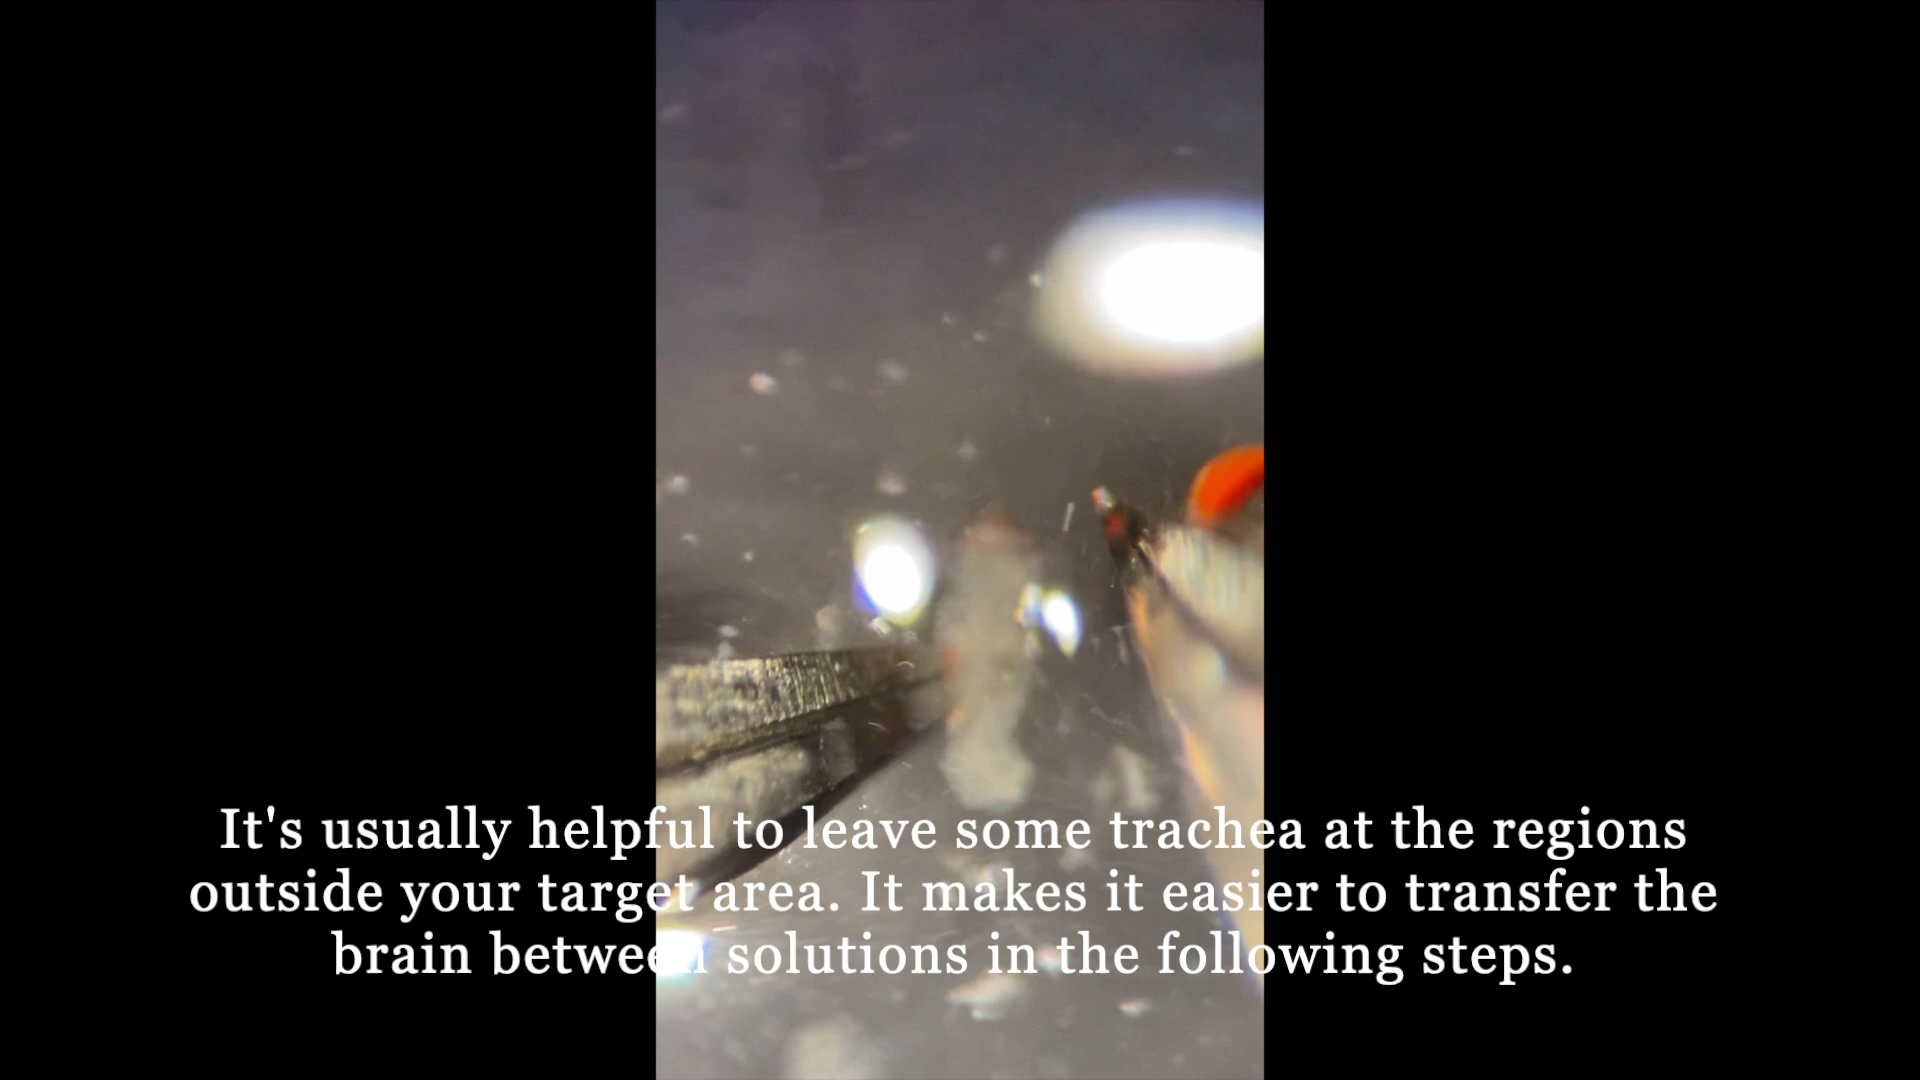 It's usually helpful to leave some trachea at the regions
outside your target area. It makes it easier to transfer the
brain between solutions in the following steps.